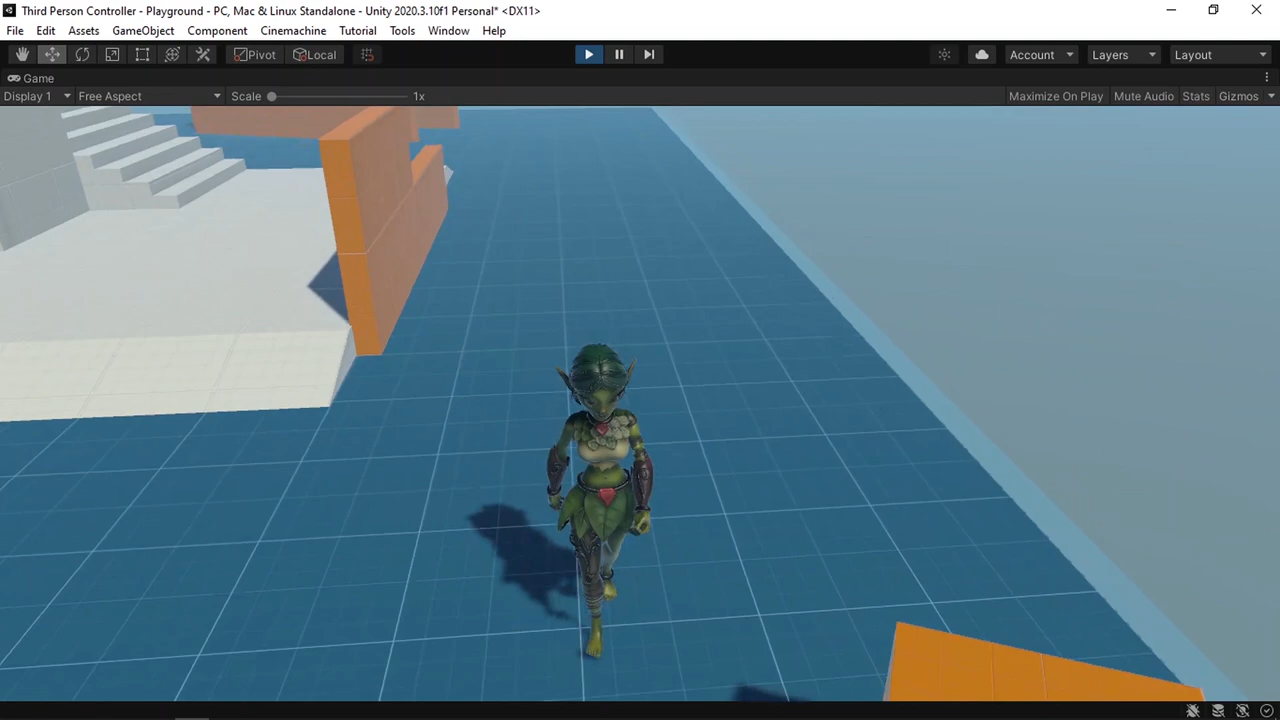 Third Person Controller - Playground - PC, Mac & Linux Standalone - Unity 2020.3.10f1 Personal* <DX11>
File Edit Assets GameObject Component Cinemachine Tutorial Tools Window Help
Pivot Local Account Layers Layout
Game
Display 1 Free Aspect Scale 1x Maximize On Play Mute Audio Stats Gizmos